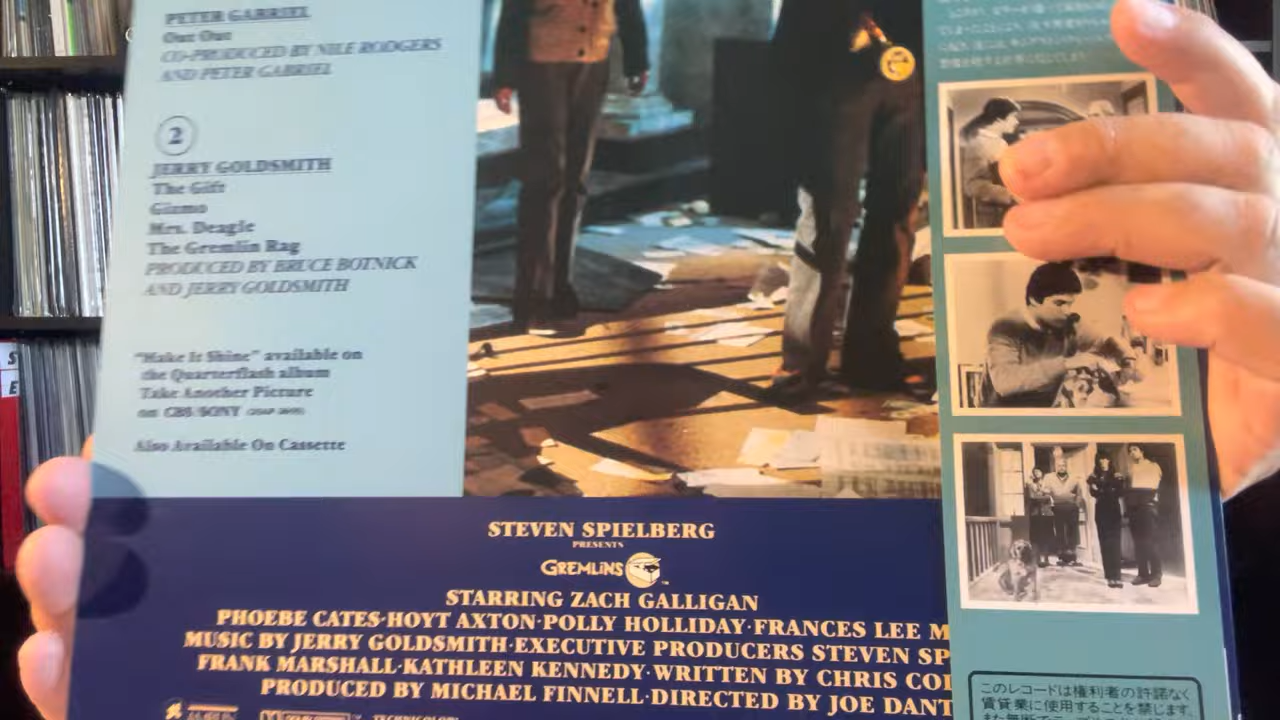 PETER GABRIEL
Out Out
CO-PRODUCED BY NILE RODGERS
AND PETER GABRIEL
2
JERRY GOLDSMITH
The Gift
Gizmo
Mrs. Deagle
The Gremlin Rag
PRODUCED BY BRUCE BOTNICK
AND JERRY GOLDSMITH
"Make It Shine" available on
the Quarterflash album
Take Another Picture
on CBS/SONY
Also Available On Cassette
STEVEN SPIELBERG
PRESENTS
GREMLINS
STARRING ZACH GALLIGAN
PHOEBE CATES·HOYT AXTON·POLLY HOLLIDAY·FRANCES LEE M
MUSIC BY JERRY GOLDSMITH·EXECUTIVE PRODUCERS STEVEN SP
FRANK MARSHALL·KATHLEEN KENNEDY·WRITTEN BY CHRIS COL
PRODUCED BY MICHAEL FINNELL·DIRECTED BY JOE DANT
TECHNICOLOR
このレコードは権利者の許諾なく
賃貸業に使用することを禁じます。